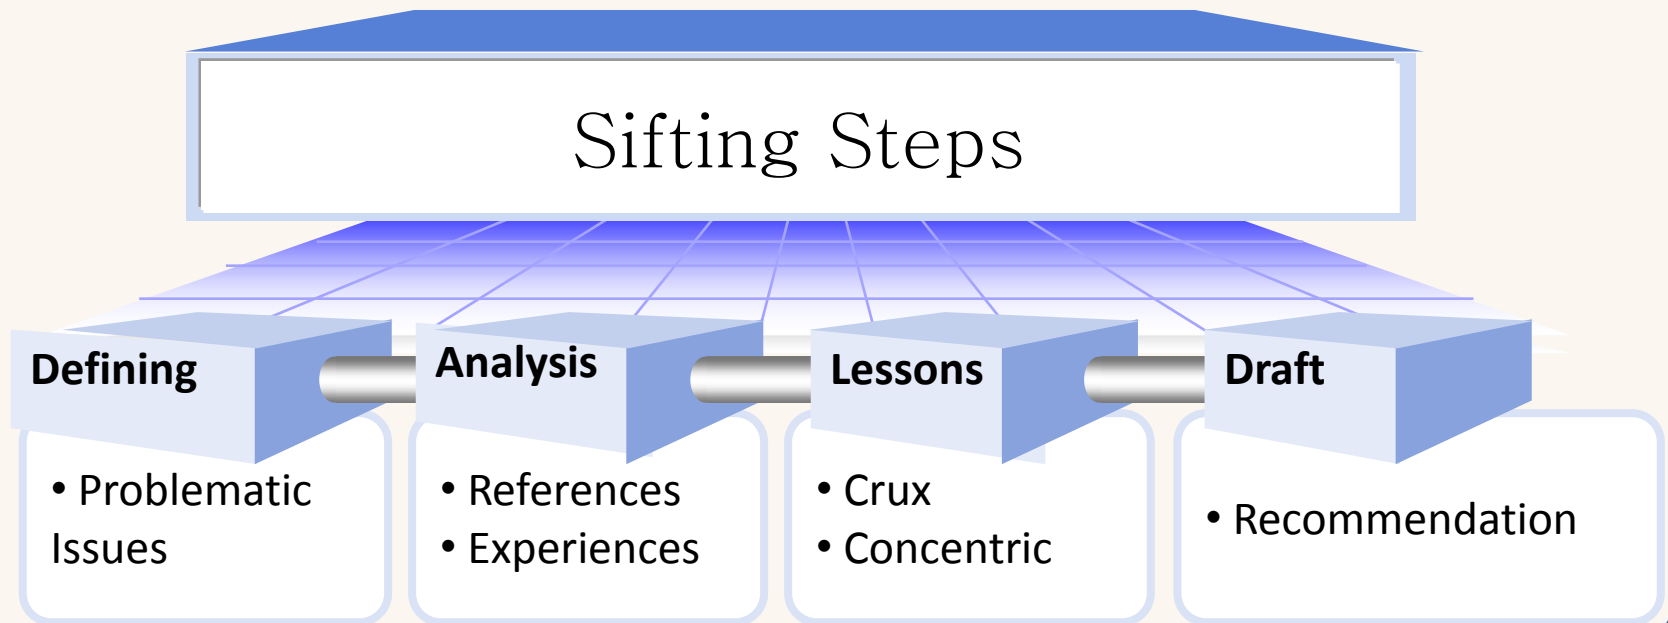 Sifting Steps
Defining
• Problematic
Issues
Analysis
• References
• Experiences
Lessons
• Crux
• Concentric
Draft
• Recommendation